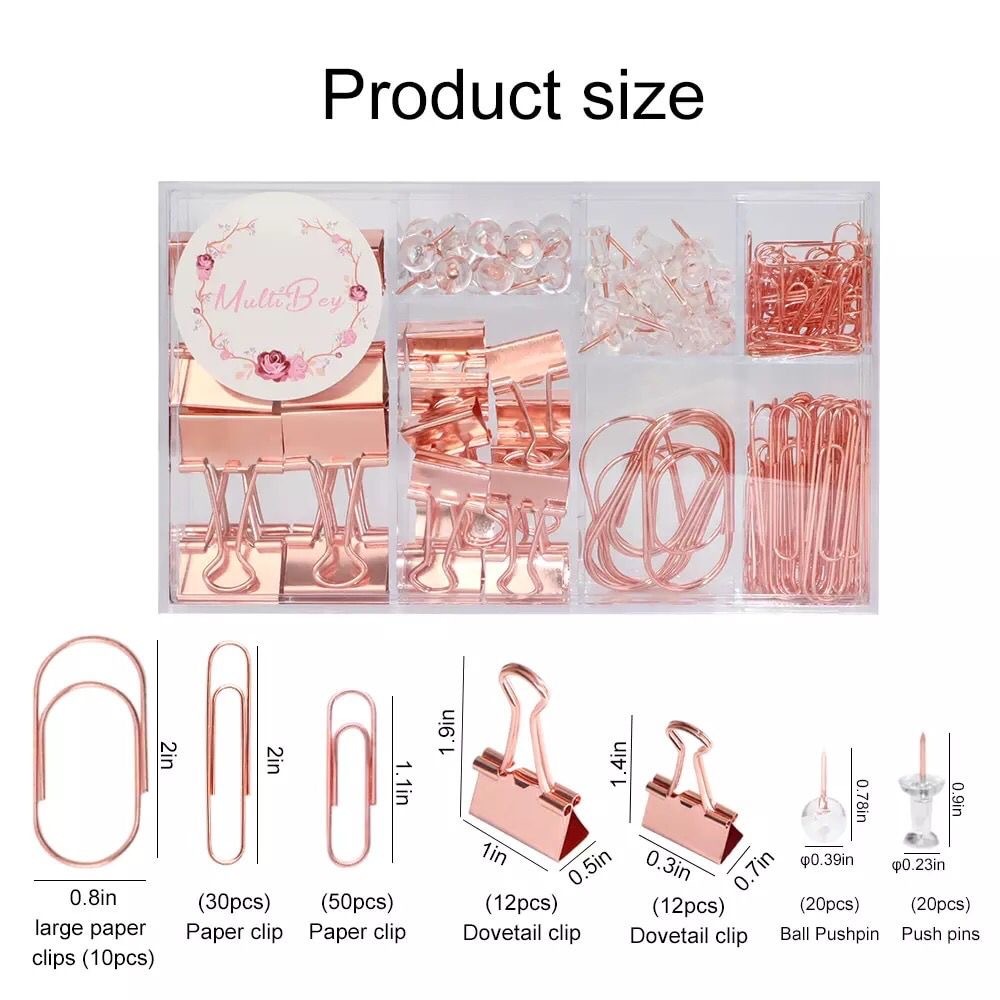 Product size
MultiBey
2in
2in
1.1in
1.9in
1in
0.5in
1.4in
0.3in
0.7in
0.78in
φ0.39in
0.9in
φ0.23in
0.8in
large paper
clips (10pcs)
(30pcs)
Paper clip
(50pcs)
Paper clip
(12pcs)
Dovetail clip
(12pcs)
Dovetail clip
(20pcs)
Ball Pushpin
(20pcs)
Push pins